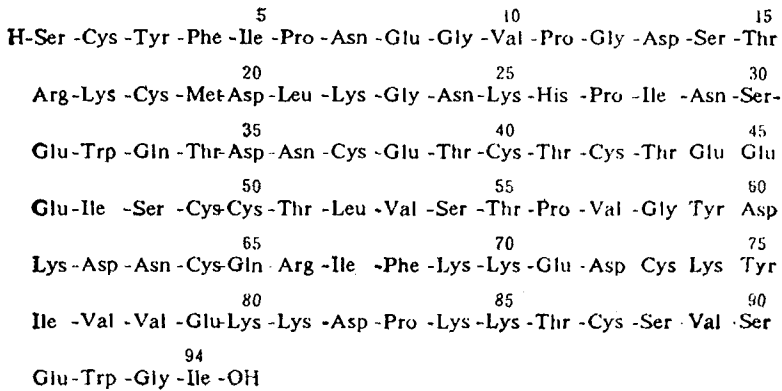 5 10 15
H-Ser -Cys -Tyr -Phe -Ile -Pro -Asn -Glu -Gly -Val -Pro -Gly -Asp -Ser -Thr
20 25 30
Arg-Lys -Cys -Met-Asp -Leu -Lys -Gly -Asn -Lys -His -Pro -Ile -Asn -Ser-
35 40 45
Glu-Trp -Gln -Thr-Asp -Asn -Cys -Glu -Thr -Cys -Thr -Cys -Thr Glu Glu
50 55 60
Glu-Ile -Ser -Cys-Cys -Thr -Leu -Val -Ser -Thr -Pro -Val -Gly Tyr Asp
65 70 75
Lys -Asp -Asn -Cys-Gln Arg -Ile -Phe -Lys -Lys -Glu -Asp Cys Lys Tyr
80 85 90
Ile -Val -Val -Glu-Lys -Lys -Asp -Pro -Lys -Lys -Thr -Cys -Ser Val Ser
94
Glu-Trp -Gly -Ile -OH